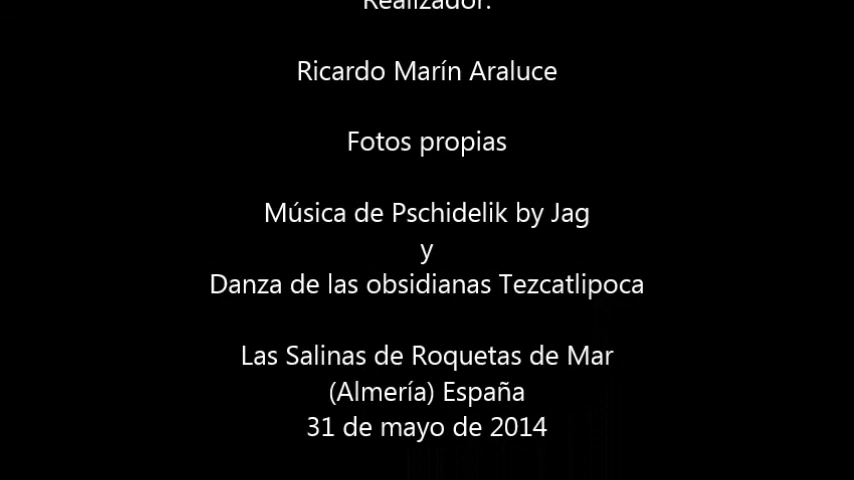 Realizador:
Ricardo Marín Araluce
Fotos propias
Música de Pschidelik by Jag
y
Danza de las obsidianas Tezcatlipoca
Las Salinas de Roquetas de Mar
(Almería) España
31 de mayo de 2014